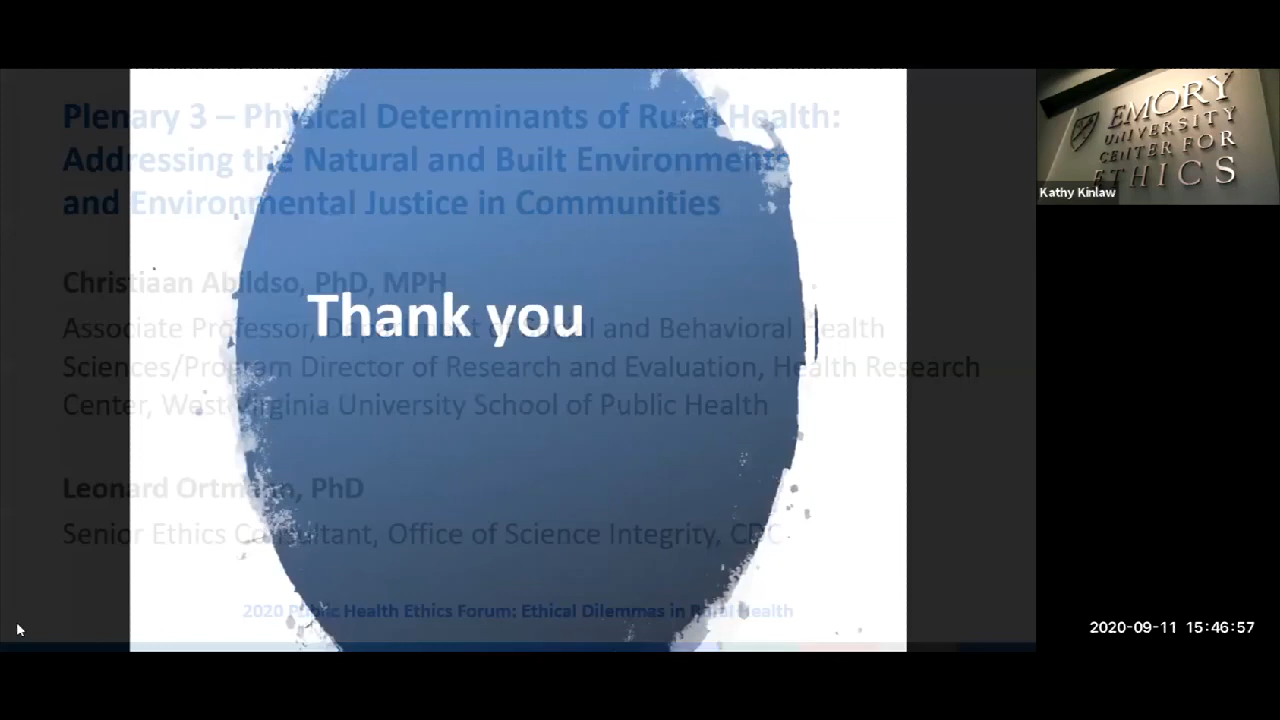 Plenary 3 – Physical Determinants of Rural Health:
Addressing the Natural and Built Environments
and Environmental Justice in Communities
Christiaan Abildso, PhD, MPH
Thank you
Associate Professor, Department of Social and Behavioral Health
Sciences/Program Director of Research and Evaluation, Health Research
Center, West Virginia University School of Public Health
Leonard Ortmann, PhD
Senior Ethics Consultant, Office of Science Integrity, CDC
2020 Public Health Ethics Forum: Ethical Dilemmas in Rural Health
EMORY
UNIVERSITY
CENTER FOR
ETHICS
Kathy Kinlaw
2020-09-11 15:46:57